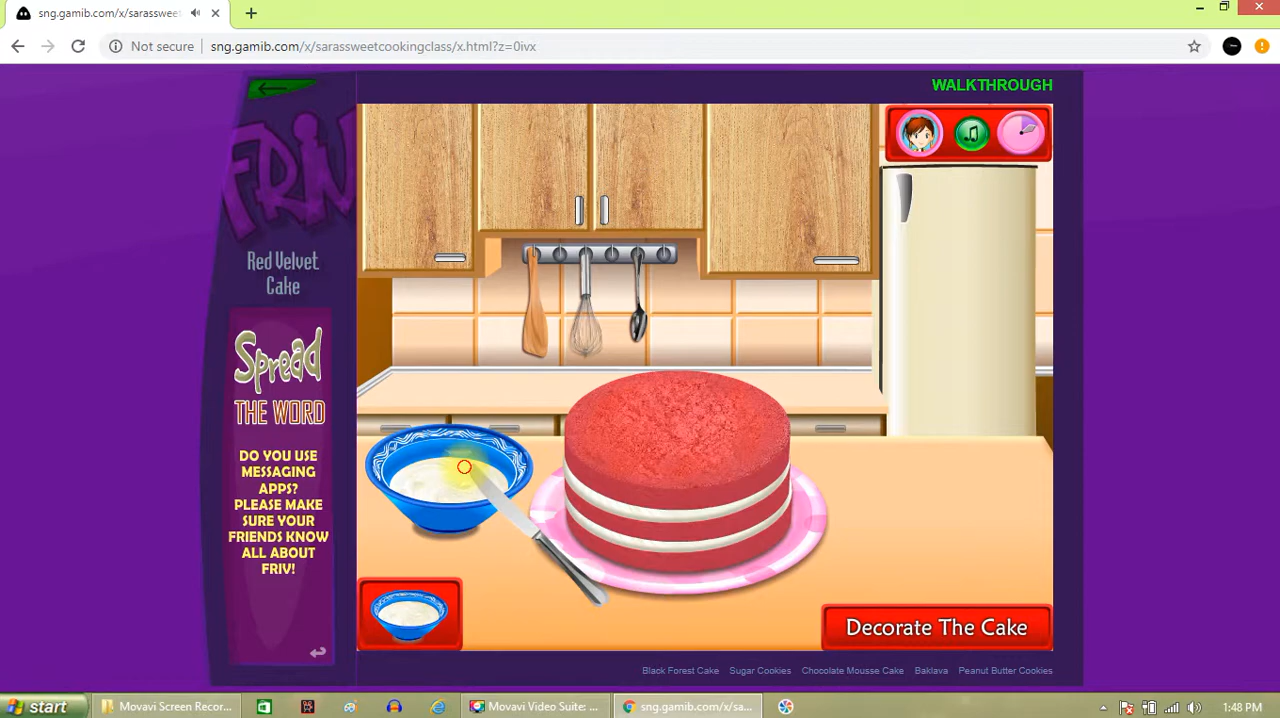 sng.gamib.com/x/sarassweet
Not secure
sng.gamib.com/x/sarassweetcookingclass/x.html?z=0ivx
WALKTHROUGH
FRN
Red Velvet
Cake
Spread
THE WORD
DO YOU USE
MESSAGING
APPS?
PLEASE MAKE
SURE YOUR
FRIENDS KNOW
ALL ABOUT
FRIV!
Decorate The Cake
Black Forest Cake Sugar Cookies Chocolate Mousse Cake Baklava Peanut Butter Cookies
start
Movavi Screen Recor...
Movavi Video Suite: ...
sng.gamib.com/x/sa...
1:48 PM